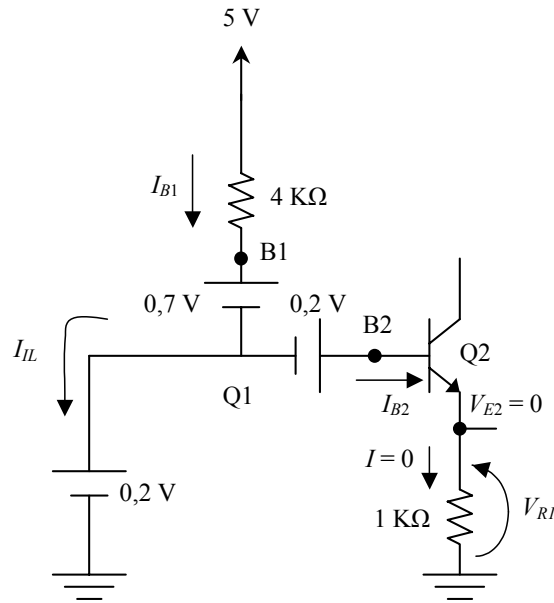 5 V
I_B1
4 KΩ
B1
0,7 V
0,2 V
B2
Q2
I_IL
Q1
I_B2
V_E2 = 0
0,2 V
I = 0
1 KΩ
V_R1